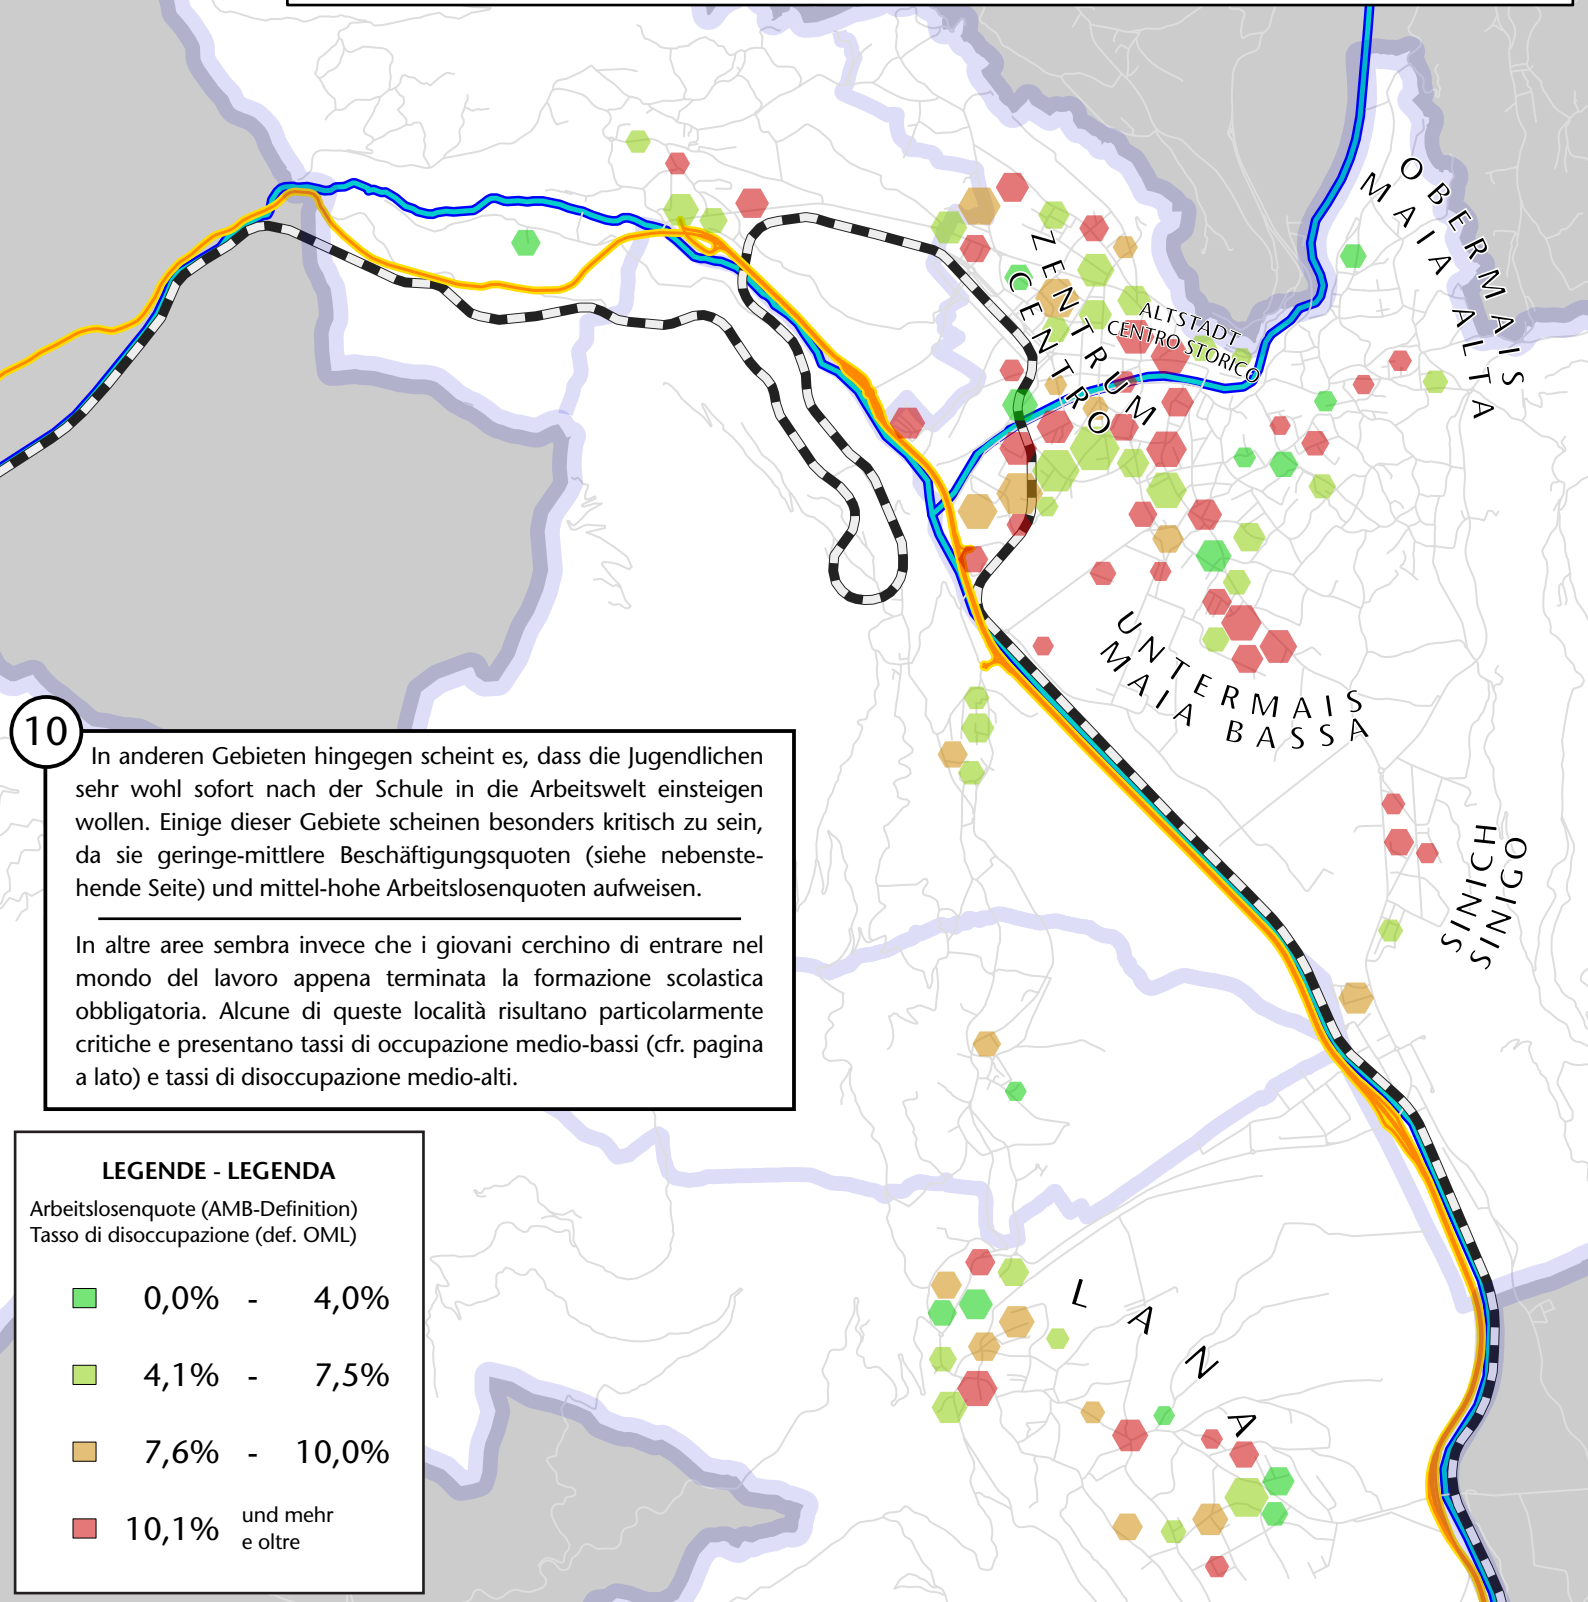 OBERMAIS
MAIA ALTA
ZENTRUM
CENTRO
ALTSTADT
CENTRO STORICO
UNTERMAIS
MAIA BASSA
10
In anderen Gebieten hingegen scheint es, dass die Jugendlichen
sehr wohl sofort nach der Schule in die Arbeitswelt einsteigen
wollen. Einige dieser Gebiete scheinen besonders kritisch zu sein,
da sie geringe-mittlere Beschäftigungsquoten (siehe nebenste-
hende Seite) und mittel-hohe Arbeitslosenquoten aufweisen.
In altre aree sembra invece che i giovani cerchino di entrare nel
mondo del lavoro appena terminata la formazione scolastica
obbligatoria. Alcune di queste località risultano particolarmente
critiche e presentano tassi di occupazione medio-bassi (cfr. pagina
a lato) e tassi di disoccupazione medio-alti.
SINICH
SINIGO
LANA
LEGENDE - LEGENDA
Arbeitslosenquote (AMB-Definition)
Tasso di disoccupazione (def. OML)
0,0% - 4,0%
4,1% - 7,5%
7,6% - 10,0%
10,1% und mehr
e oltre